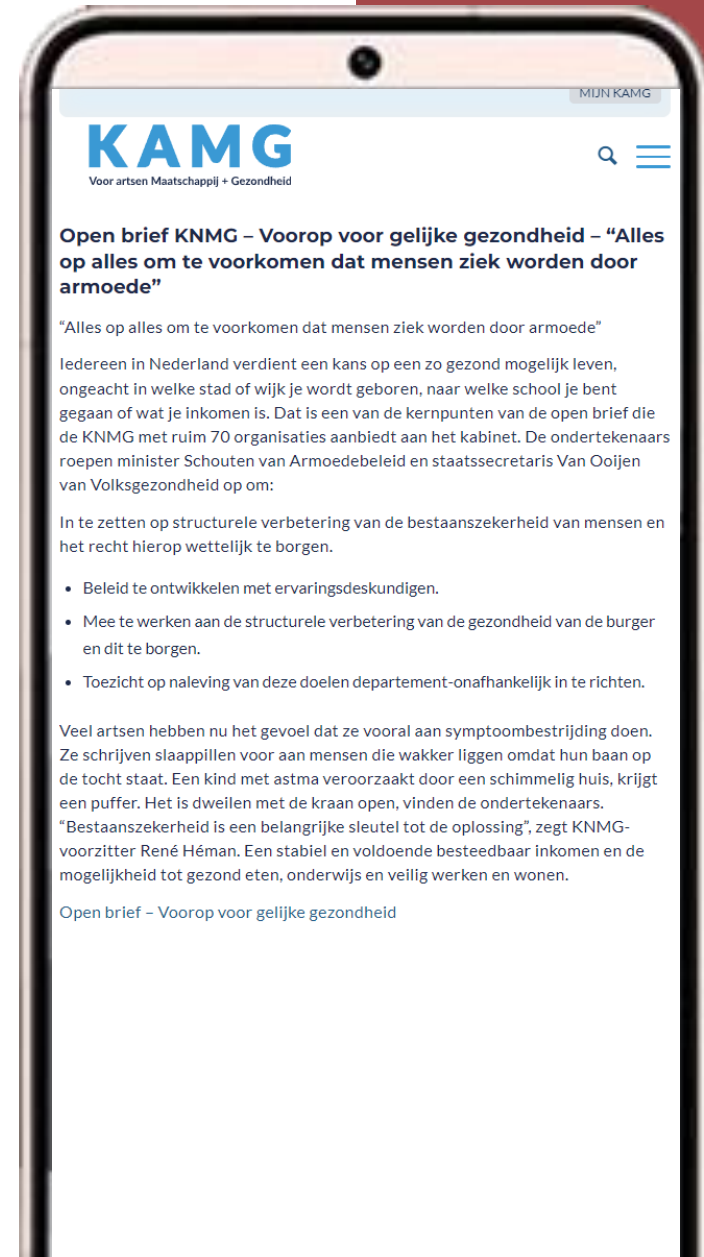 MIJN KAMG
KAMG
Voor artsen Maatschappij + Gezondheid
Open brief KNMG – Voorop voor gelijke gezondheid – “Alles
op alles om te voorkomen dat mensen ziek worden door
armoede”
“Alles op alles om te voorkomen dat mensen ziek worden door armoede”
Iedereen in Nederland verdient een kans op een zo gezond mogelijk leven,
ongeacht in welke stad of wijk je wordt geboren, naar welke school je bent
gegaan of wat je inkomen is. Dat is een van de kernpunten van de open brief die
de KNMG met ruim 70 organisaties aanbiedt aan het kabinet. De ondertekenaars
roepen minister Schouten van Armoedebeleid en staatssecretaris Van Ooijen
van Volksgezondheid op om:
In te zetten op structurele verbetering van de bestaanszekerheid van mensen en
het recht hierop wettelijk te borgen.
• Beleid te ontwikkelen met ervaringsdeskundigen.
• Mee te werken aan de structurele verbetering van de gezondheid van de burger
en dit te borgen.
• Toezicht op naleving van deze doelen departement-onafhankelijk in te richten.
Veel artsen hebben nu het gevoel dat ze vooral aan symptoombestrijding doen.
Ze schrijven slaappillen voor aan mensen die wakker liggen omdat hun baan op
de tocht staat. Een kind met astma veroorzaakt door een schimmelig huis, krijgt
een puffer. Het is dweilen met de kraan open, vinden de ondertekenaars.
“Bestaanszekerheid is een belangrijke sleutel tot de oplossing”, zegt KNMG-
voorzitter René Héman. Een stabiel en voldoende besteedbaar inkomen en de
mogelijkheid tot gezond eten, onderwijs en veilig werken en wonen.
Open brief – Voorop voor gelijke gezondheid